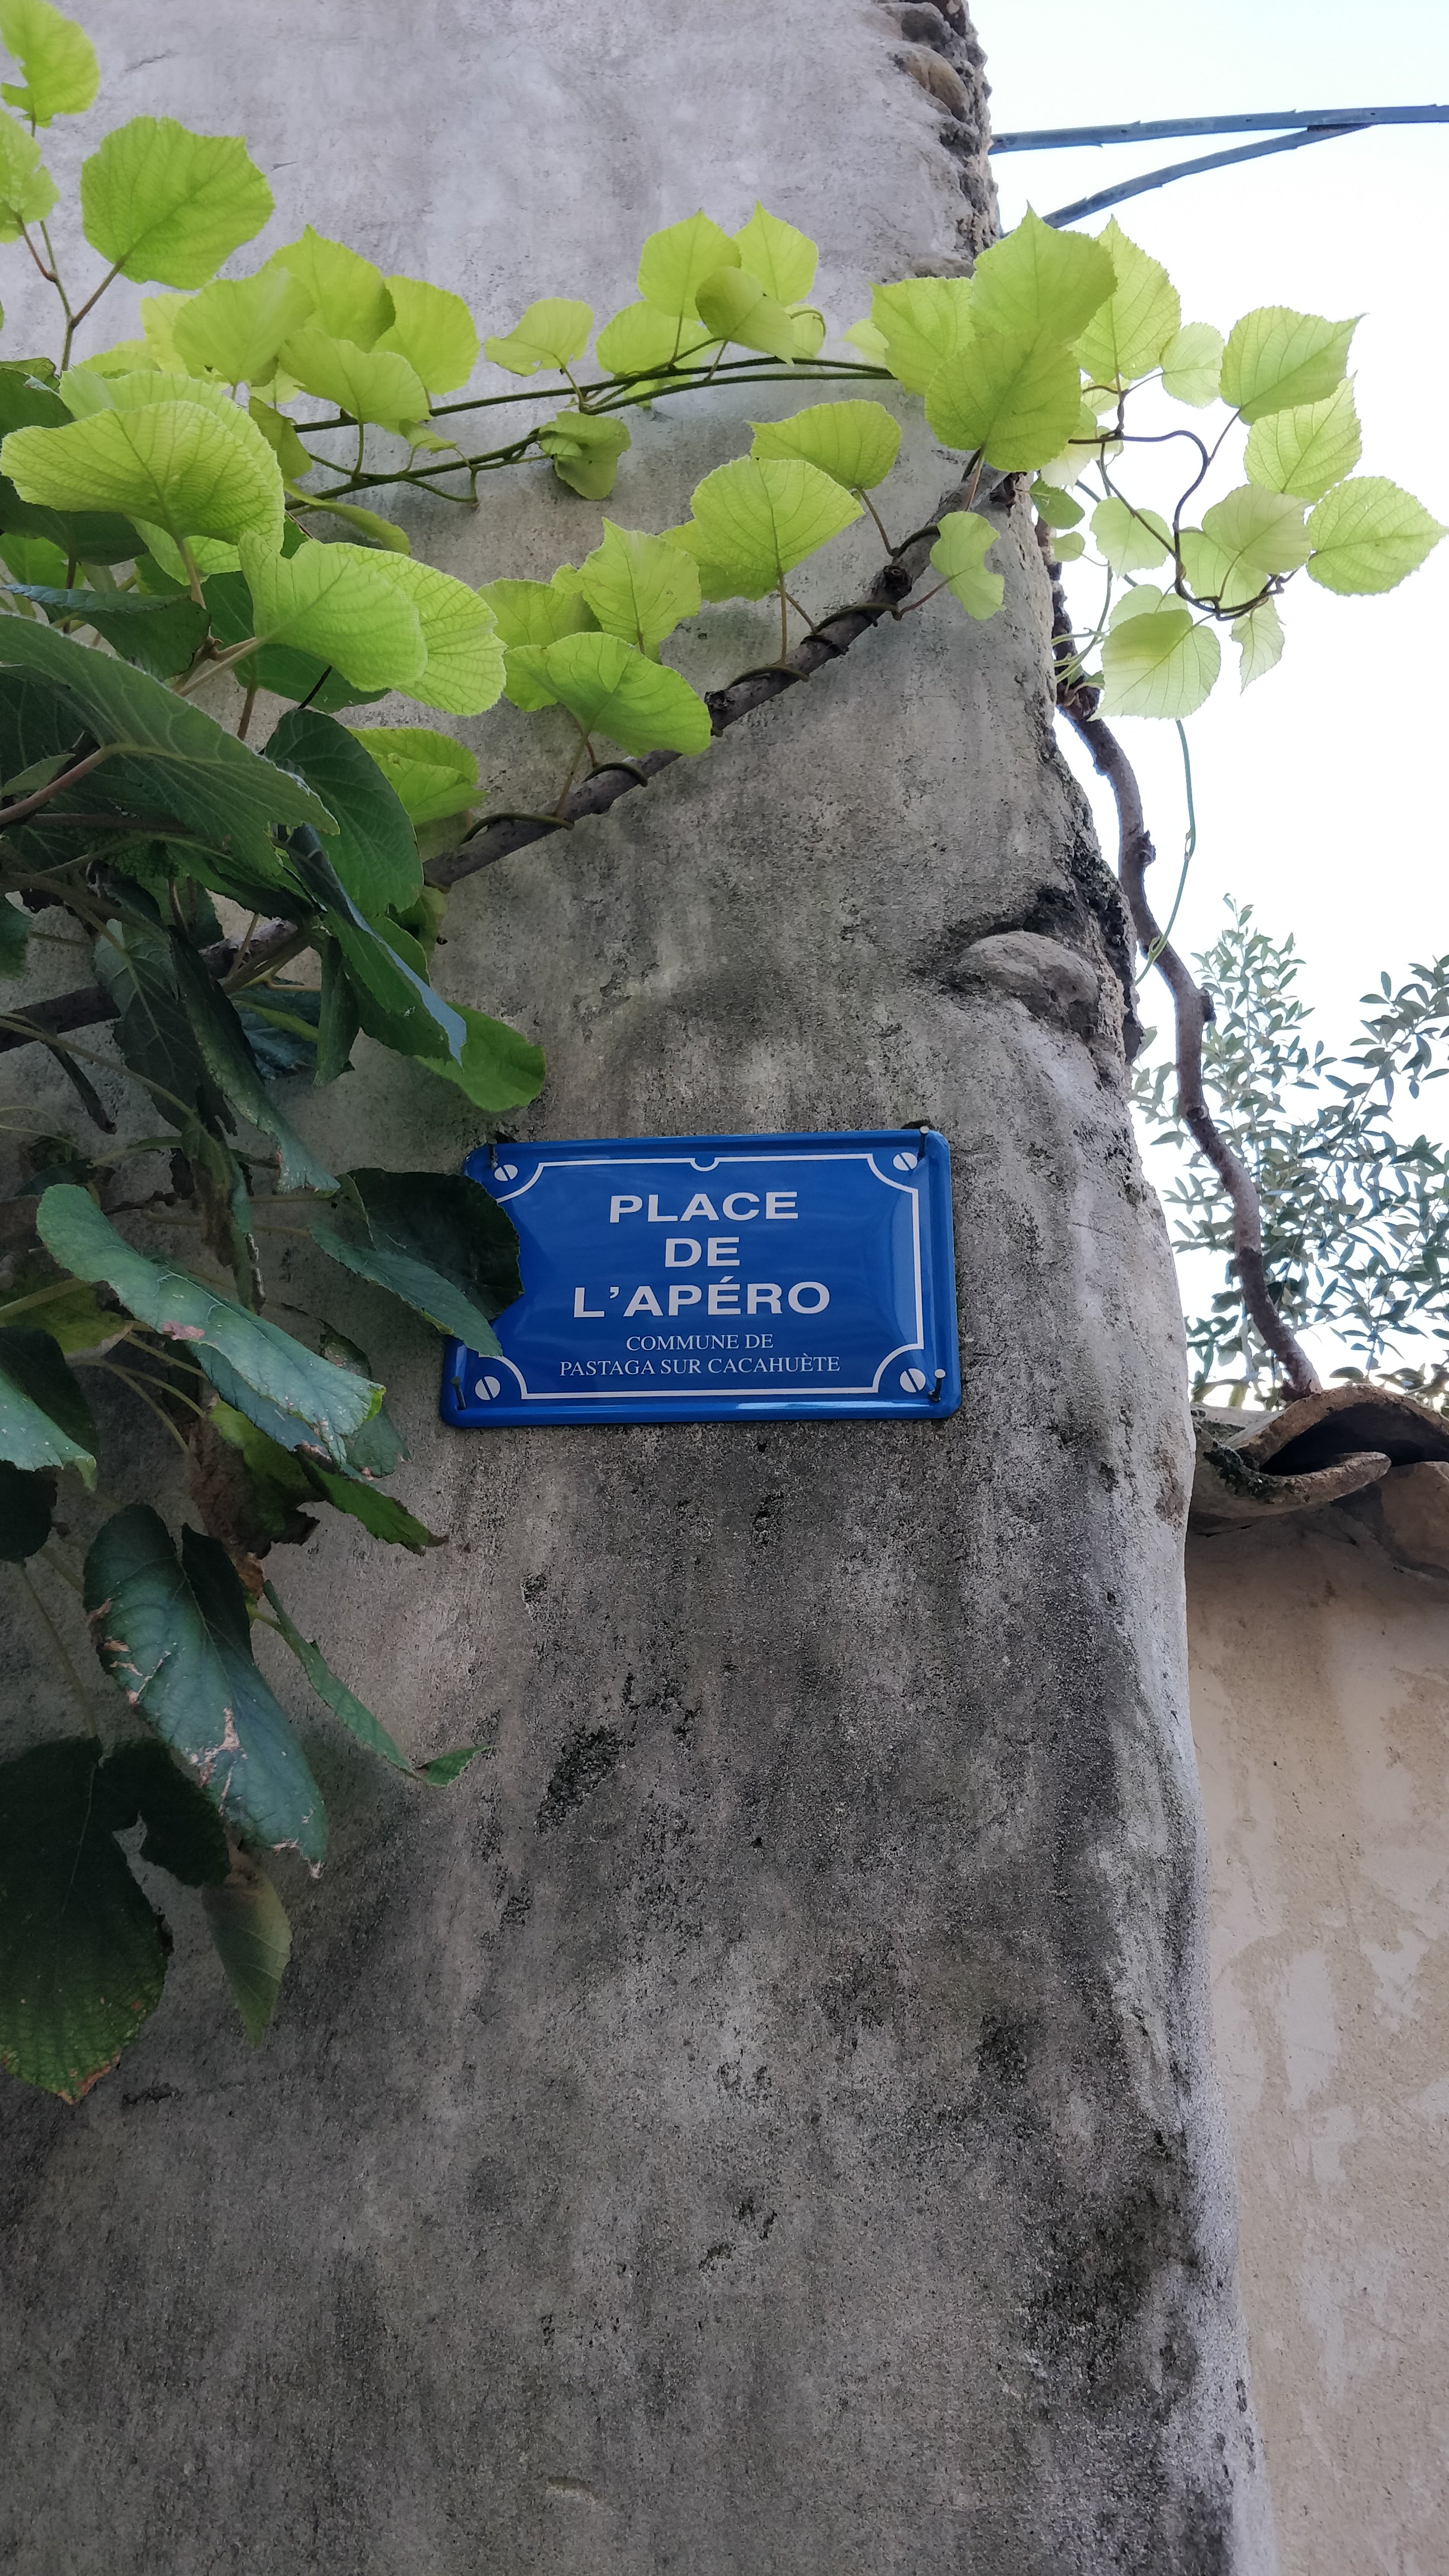 PLACE
DE
L'APÉRO
COMMUNE DE
PASTAGA SUR CACAHUÈTE